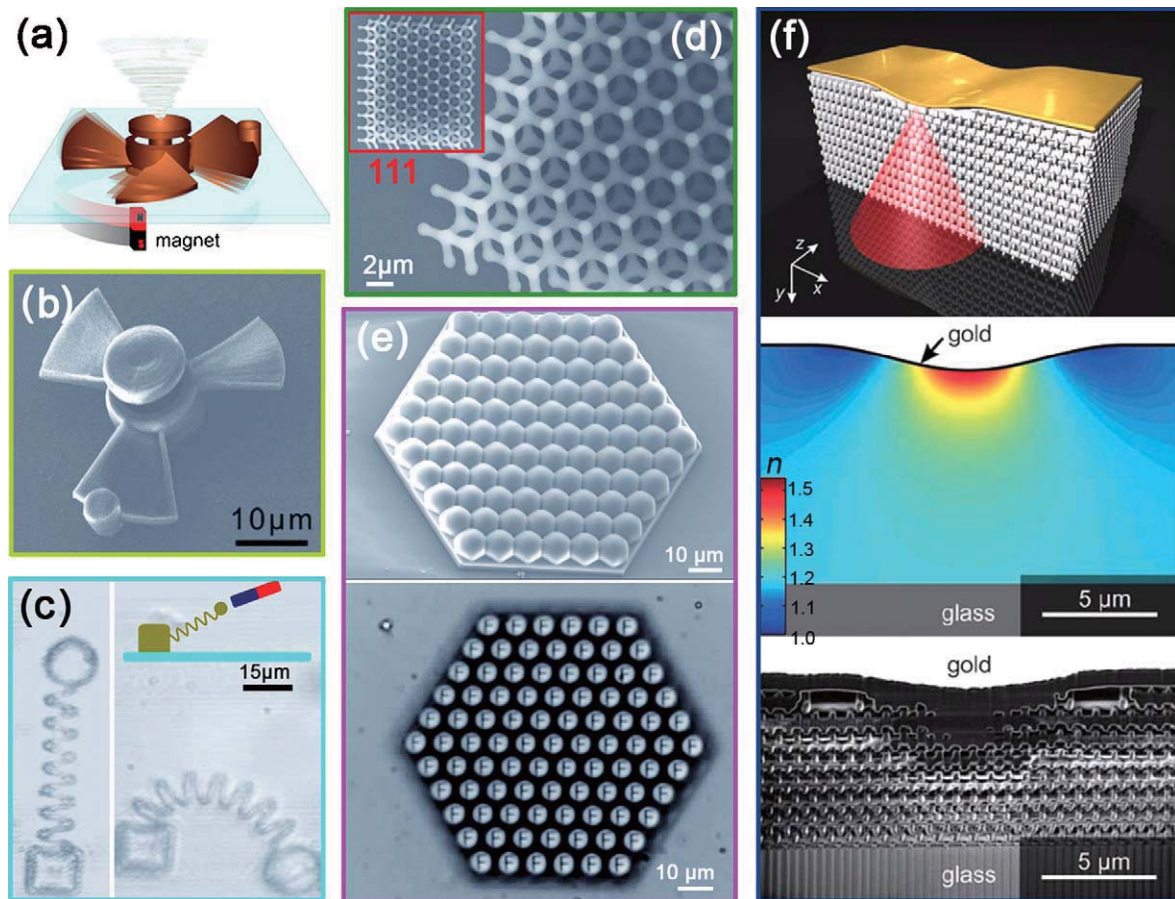 (a)
magnet
(b)
10μm
(c)
15μm
(d)
111
2μm
(e)
10 μm
F F F F F F
F F F F F F F
F F F F F F F F
F F F F F F F F F
F F F F F F F F F F
F F F F F F F F F F F
F F F F F F F F F F
F F F F F F F F F
F F F F F F F F
F F F F F F F
F F F F F F
10 μm
(f)
z
y
x
gold
n
1.5
1.4
1.3
1.2
1.1
1.0
glass
5 μm
gold
glass
5 μm